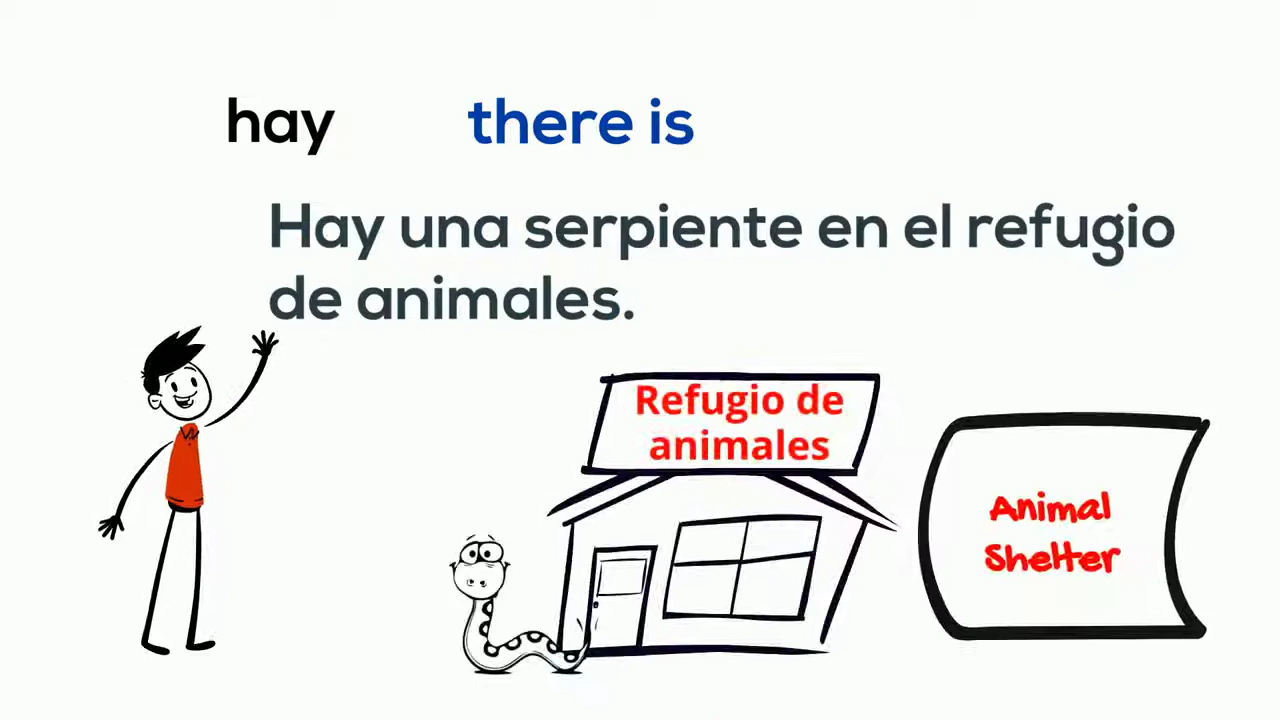 hay there is
Hay una serpiente en el refugio
de animales.
Refugio de
animales
Animal
Shelter